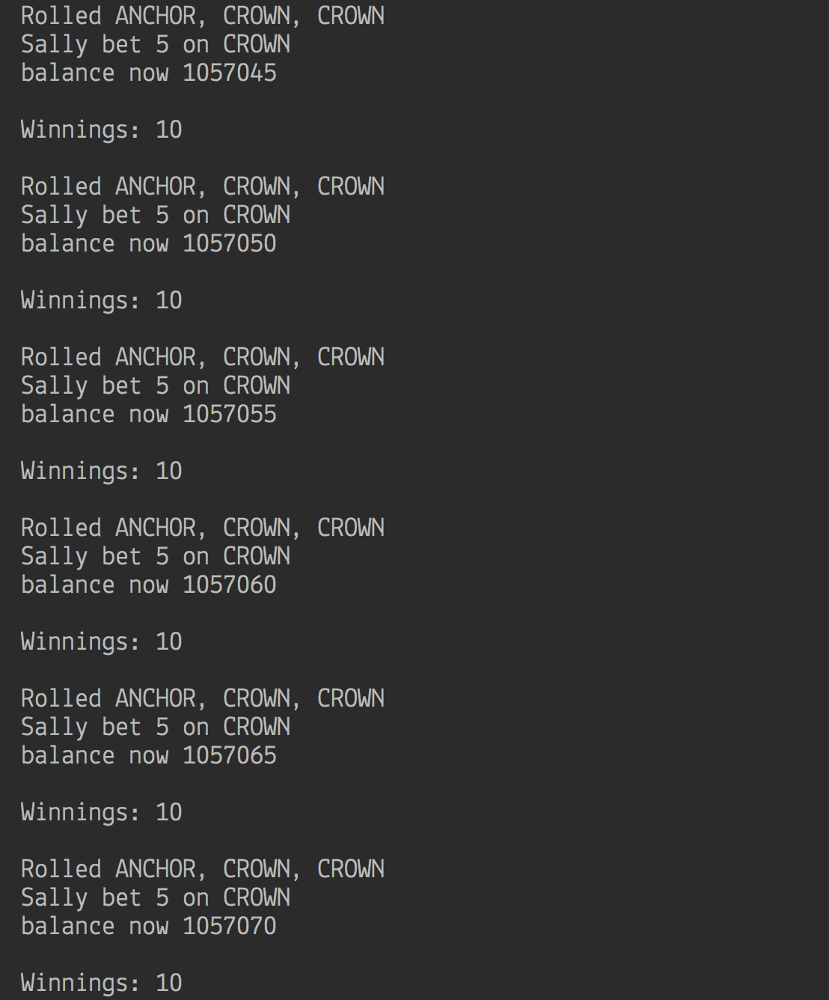 Rolled ANCHOR, CROWN, CROWN
Sally bet 5 on CROWN
balance now 1057045
Winnings: 10
Rolled ANCHOR, CROWN, CROWN
Sally bet 5 on CROWN
balance now 1057050
Winnings: 10
Rolled ANCHOR, CROWN, CROWN
Sally bet 5 on CROWN
balance now 1057055
Winnings: 10
Rolled ANCHOR, CROWN, CROWN
Sally bet 5 on CROWN
balance now 1057060
Winnings: 10
Rolled ANCHOR, CROWN, CROWN
Sally bet 5 on CROWN
balance now 1057065
Winnings: 10
Rolled ANCHOR, CROWN, CROWN
Sally bet 5 on CROWN
balance now 1057070
Winnings: 10